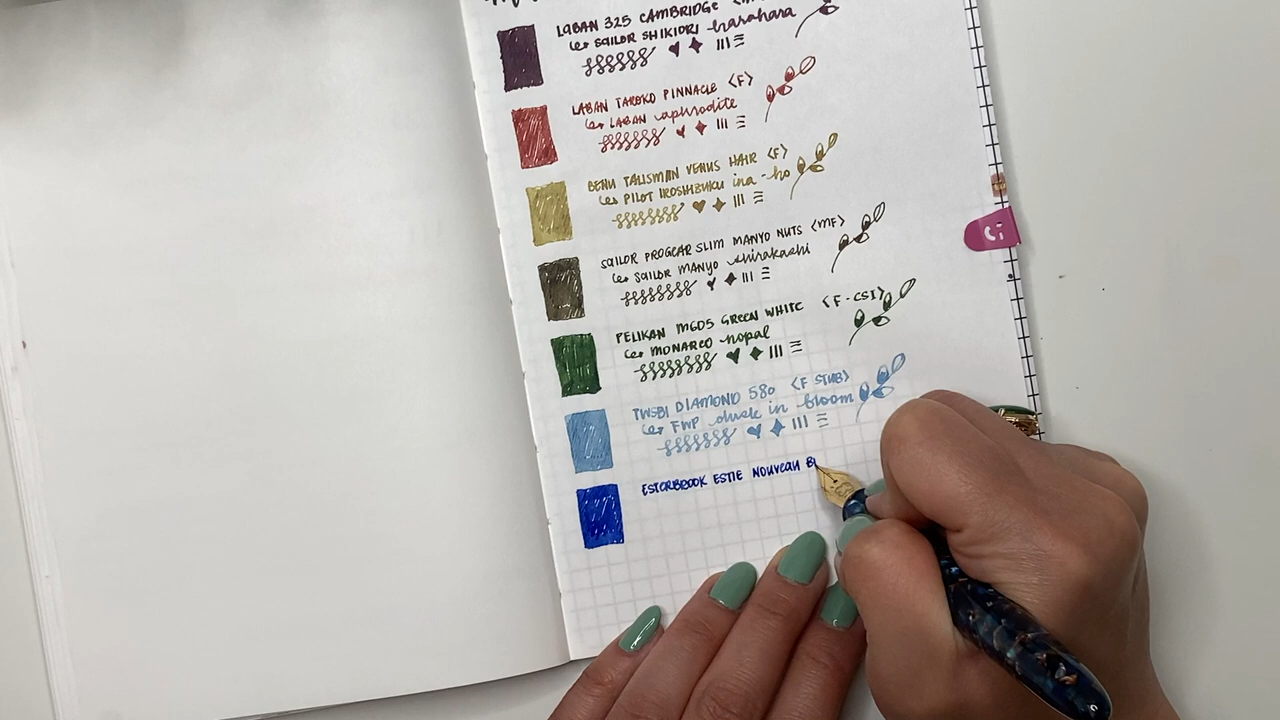 LABAN 325 CAMBRIDGE
SAILOR SHIKIORI harahara
LABAN TAROKO PINNACLE <F>
LABAN aphrodite
BENU TALISMAN VENUS HAIR <F>
PILOT IROSHIZUKU ina-ho
SAILOR PROGEAR SLIM MANYO NUTS <MF>
SAILOR MANYO shirakashi
PELIKAN M605 GREEN WHITE <F-CSI>
MONARCO nopal
TWSBI DIAMOND 580 <F STUB>
FWP dusk in bloom
ESTERBROOK ESTIE NOUVEAU B